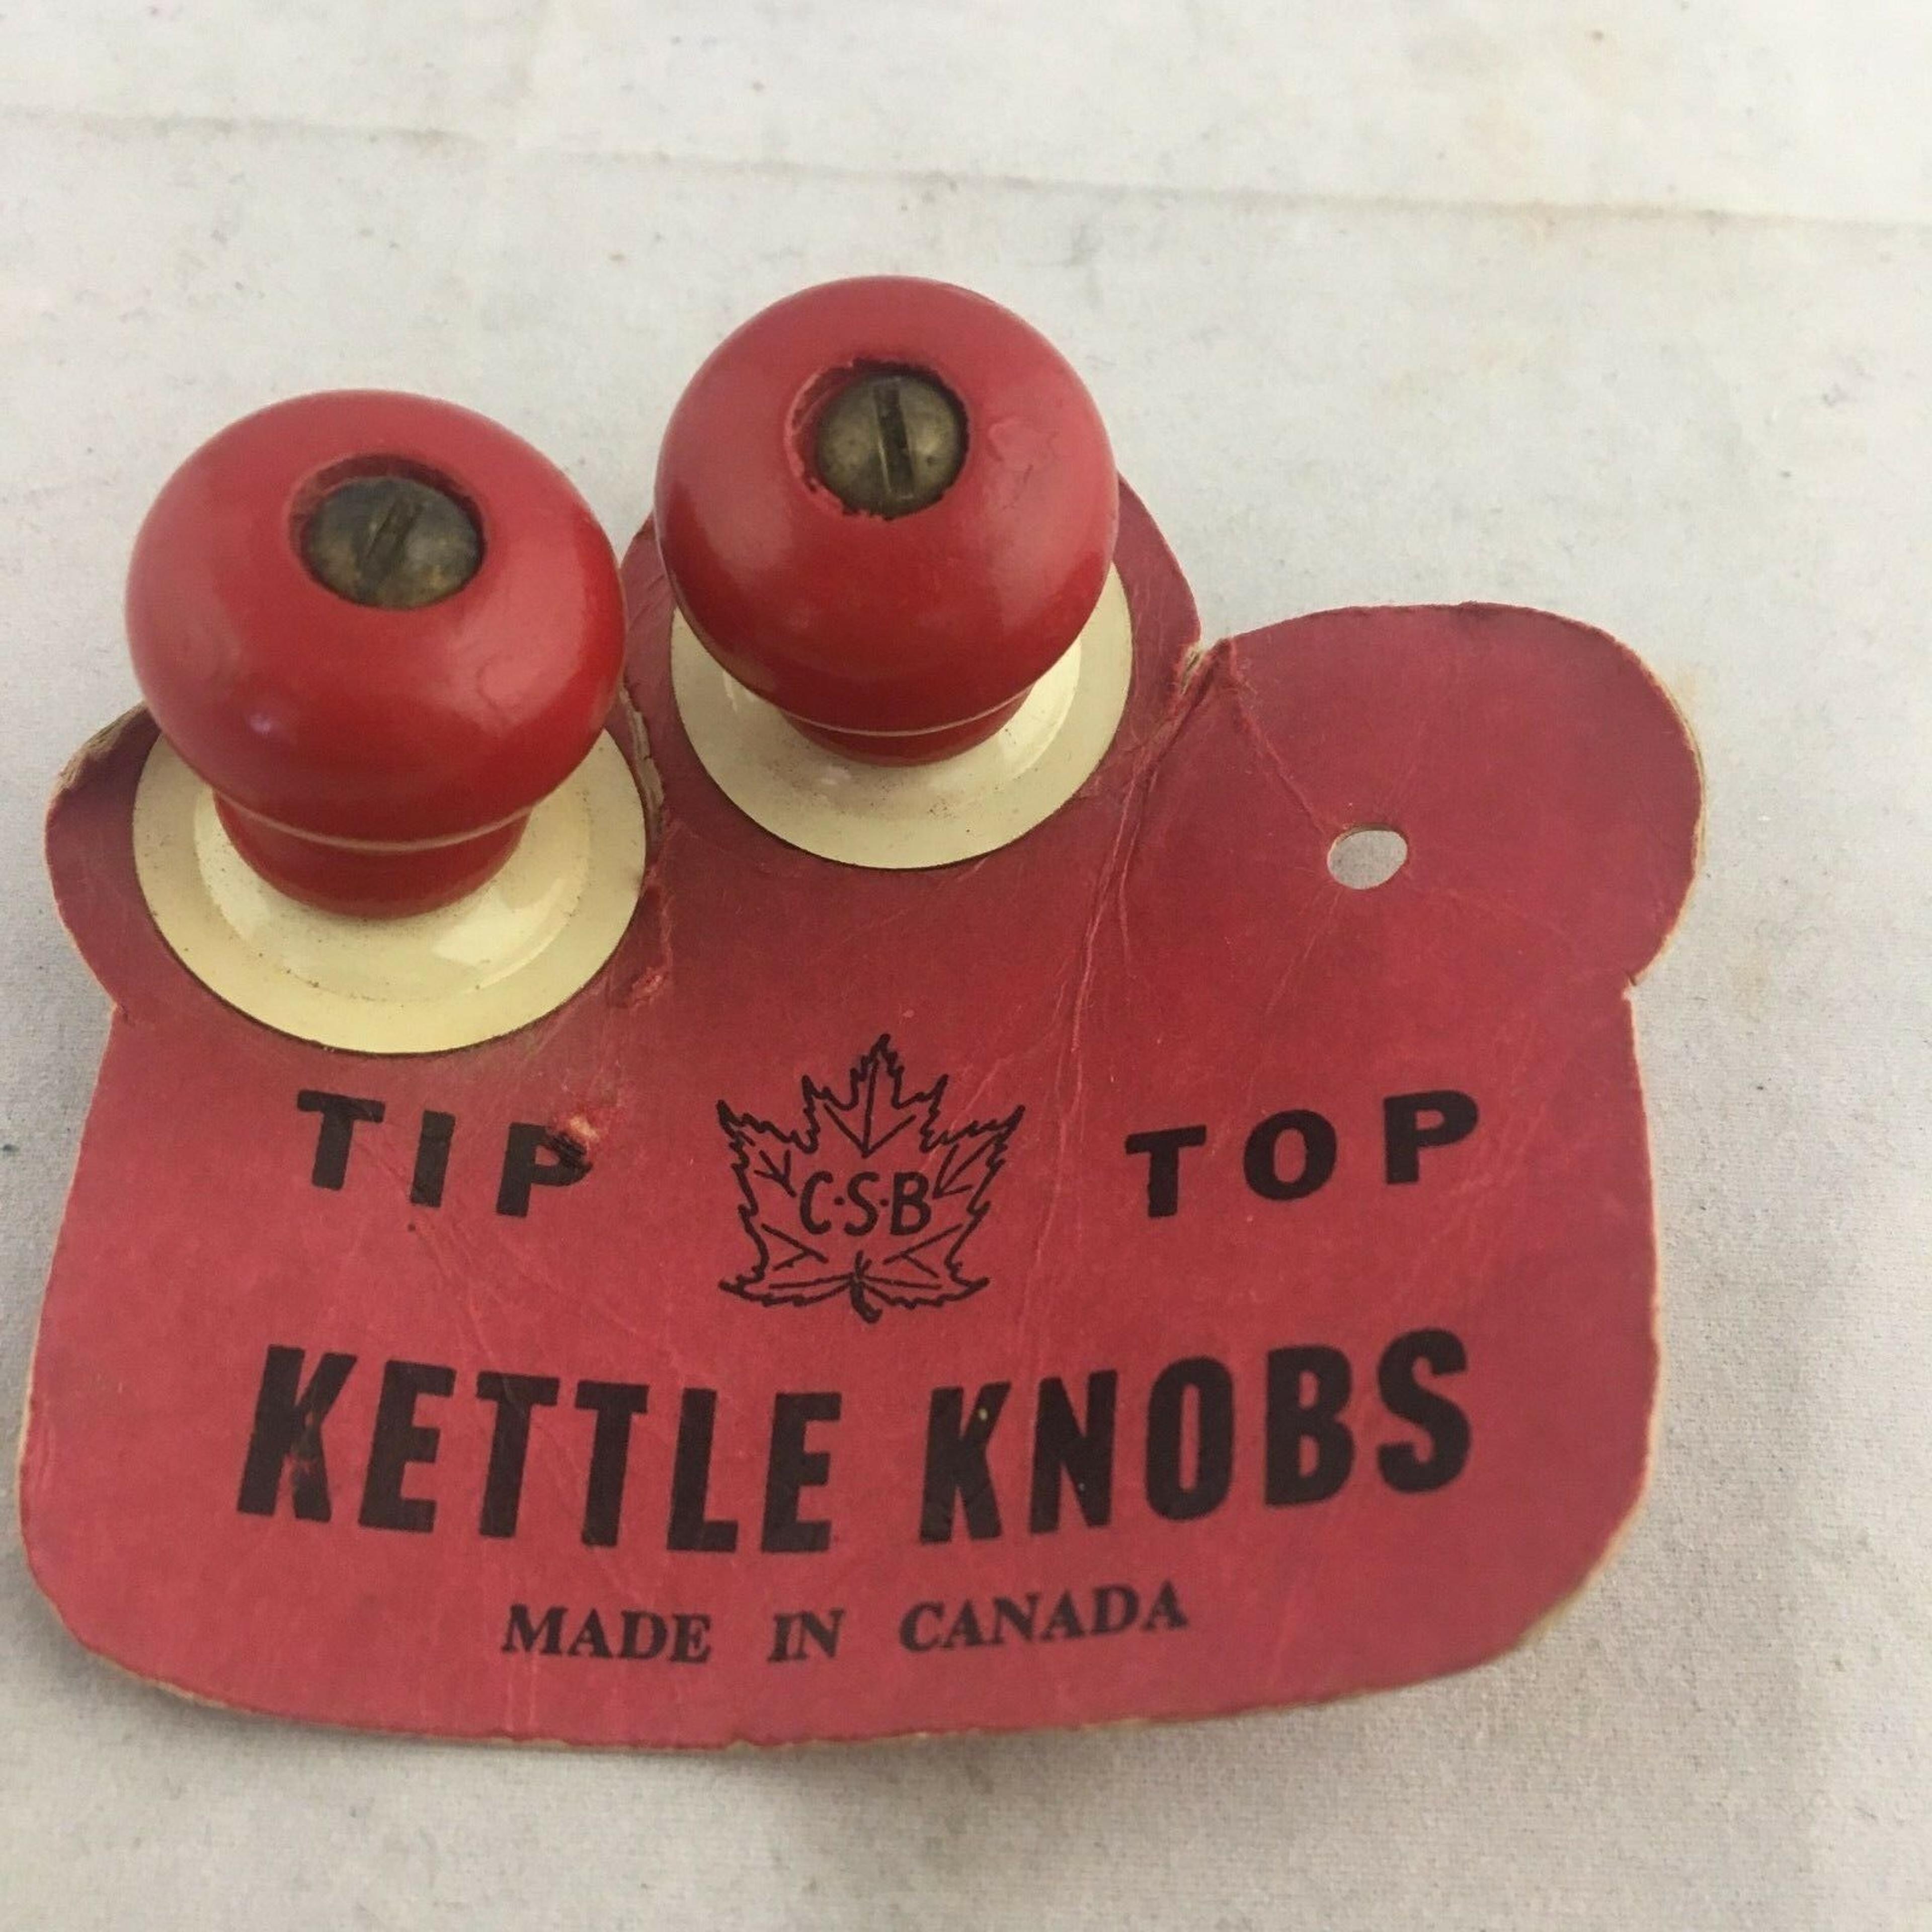 TIP C·S·B TOP
KETTLE KNOBS
MADE IN CANADA